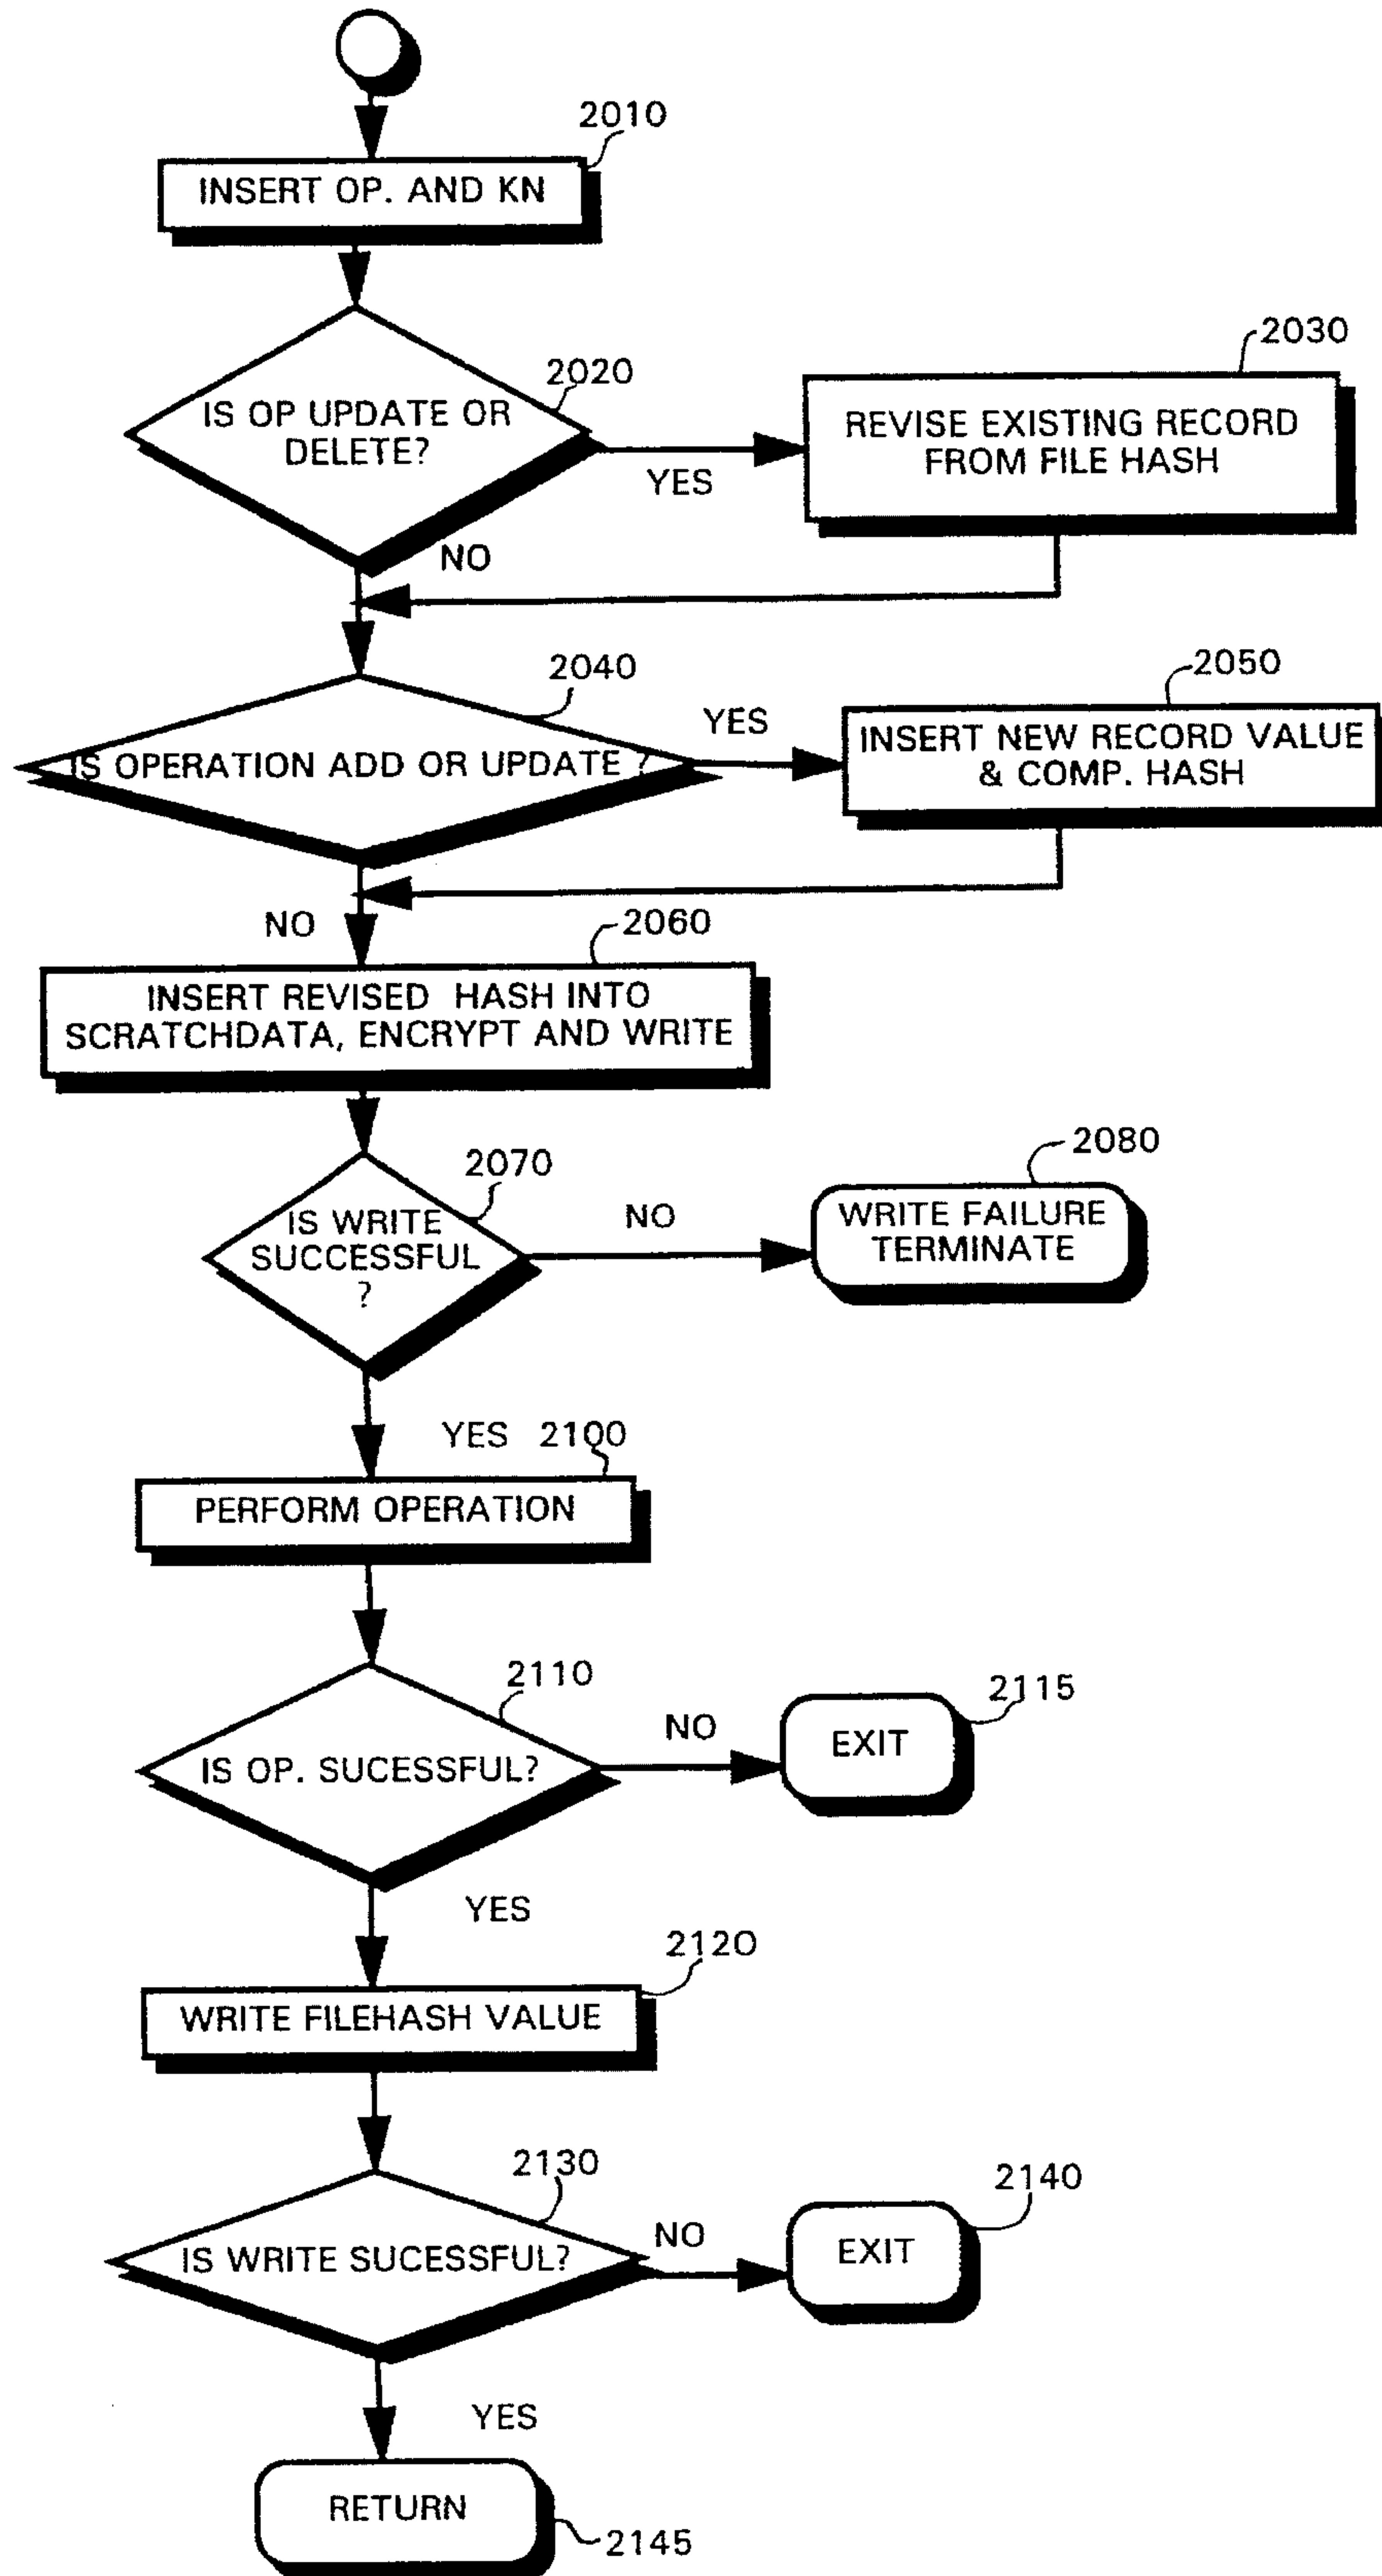 2010
INSERT OP. AND KN
2020
IS OP UPDATE OR
DELETE?
YES
NO
2030
REVISE EXISTING RECORD
FROM FILE HASH
2040
IS OPERATION ADD OR UPDATE ?
YES
NO
2050
INSERT NEW RECORD VALUE
& COMP. HASH
2060
INSERT REVISED HASH INTO
SCRATCHDATA, ENCRYPT AND WRITE
2070
IS WRITE
SUCCESSFUL
?
NO
2080
WRITE FAILURE
TERMINATE
YES
2100
PERFORM OPERATION
2110
IS OP. SUCESSFUL?
NO
2115
EXIT
YES
2120
WRITE FILEHASH VALUE
2130
IS WRITE SUCESSFUL?
NO
2140
EXIT
YES
RETURN
2145